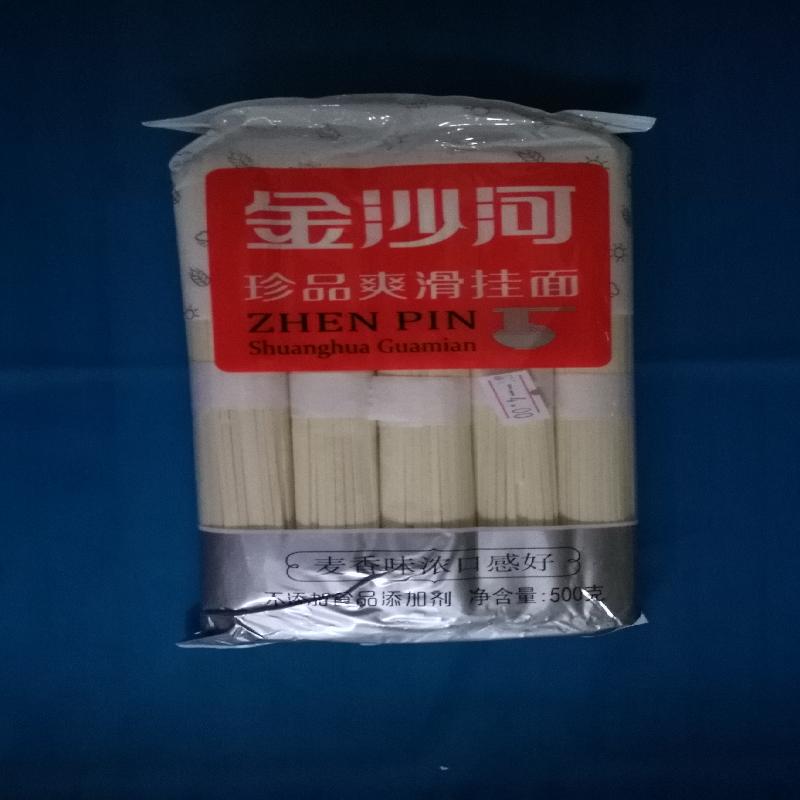 金沙河
珍品爽滑挂面
ZHEN PIN
Shuanghua Guamian
麦香味浓口感好
不添加食品添加剂 净含量:500克